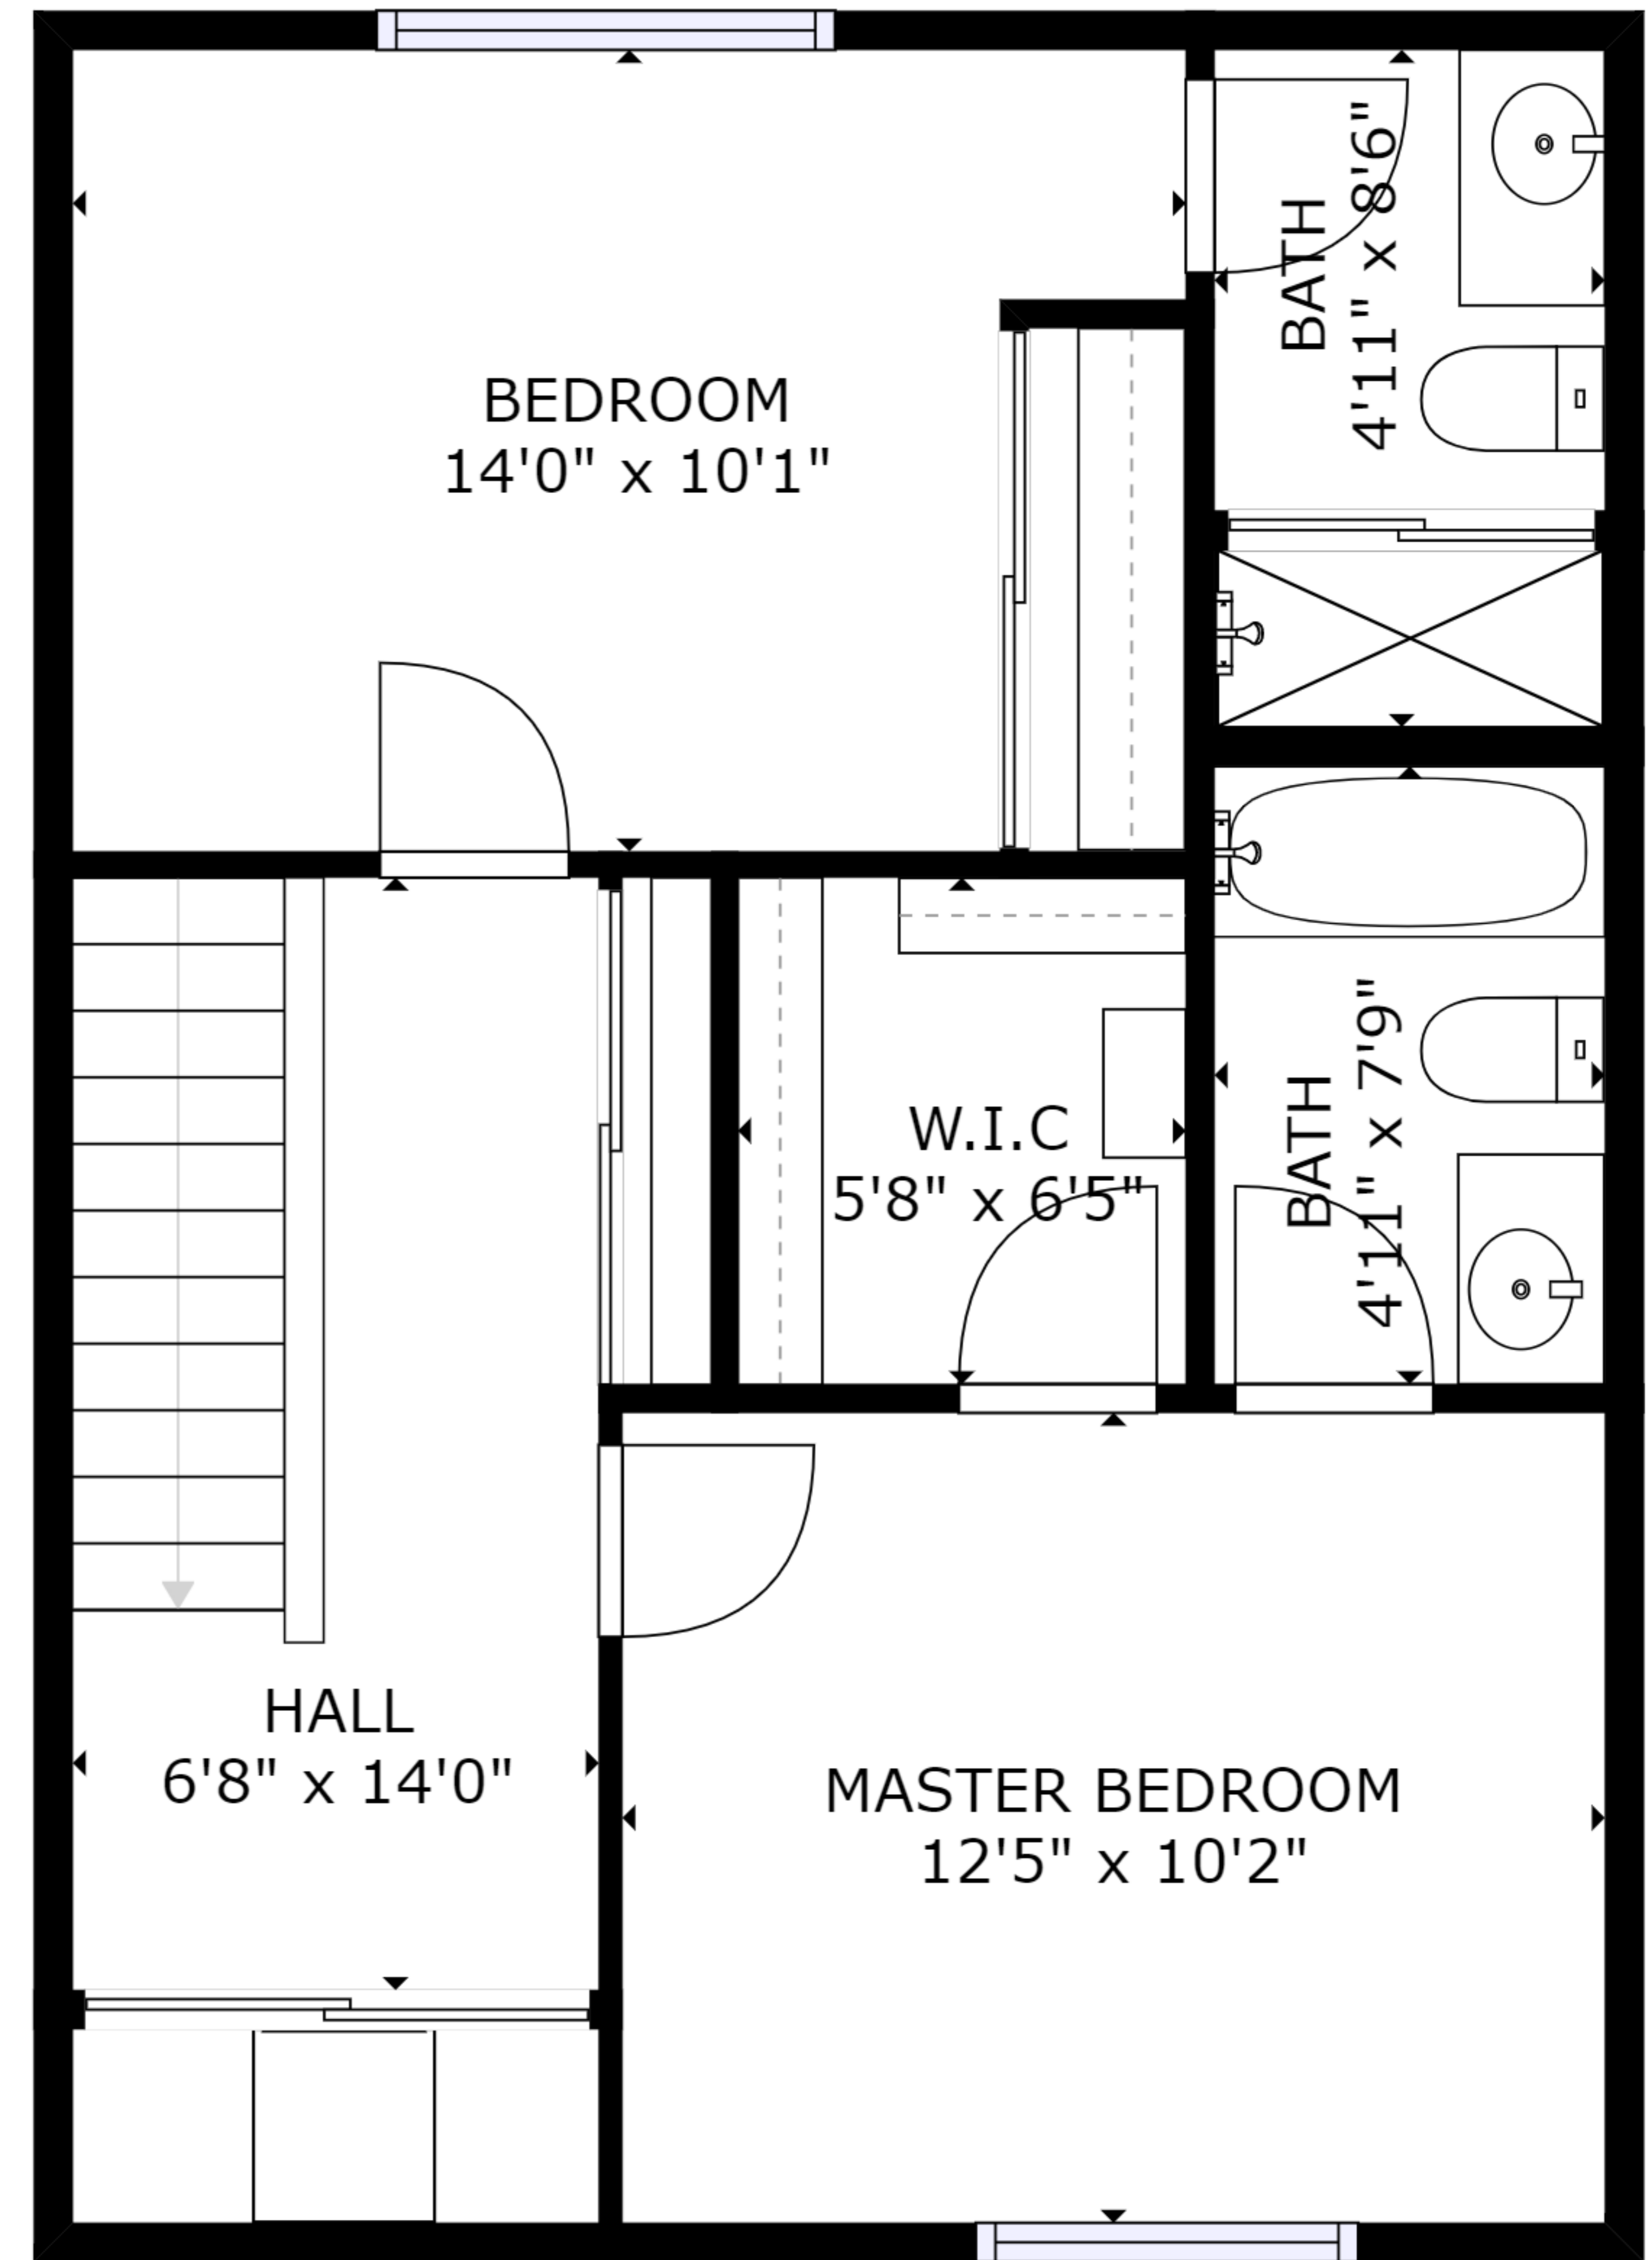 BEDROOM
14'0" x 10'1"
BATH
4'11" x 8'6"
W.I.C
5'8" x 6'5"
BATH
4'11" x 7'9"
HALL
6'8" x 14'0"
MASTER BEDROOM
12'5" x 10'2"